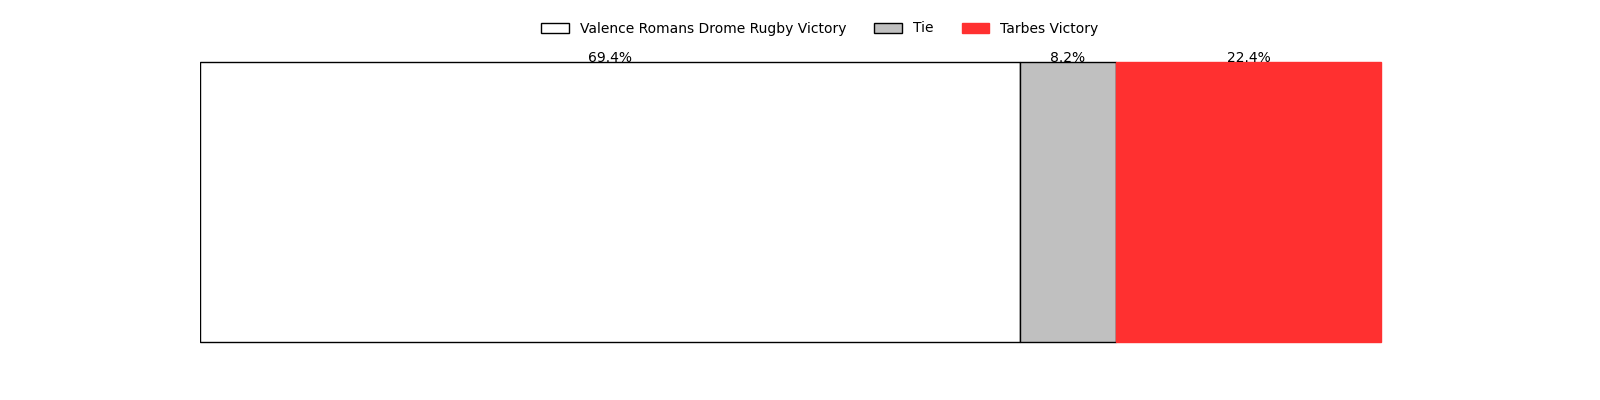 Valence Romans Drome Rugby Victory Tie Tarbes Victory
69.4% 8.2% 22.4%